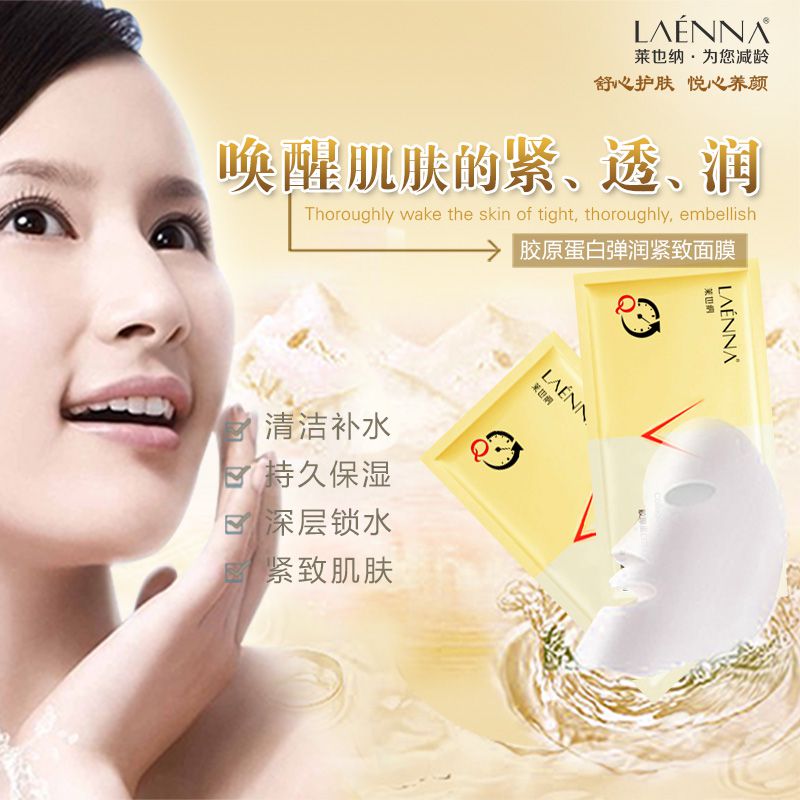 LAÉNNA®
莱也纳·为您减龄
舒心护肤 悦心养颜
唤醒肌肤的紧、透、润
Thoroughly wake the skin of tight, thoroughly, embellish
胶原蛋白弹润紧致面膜
清洁补水
持久保湿
深层锁水
紧致肌肤
LAÉNNA®
莱也纳
Q
LAÉNN
莱也纳
Q